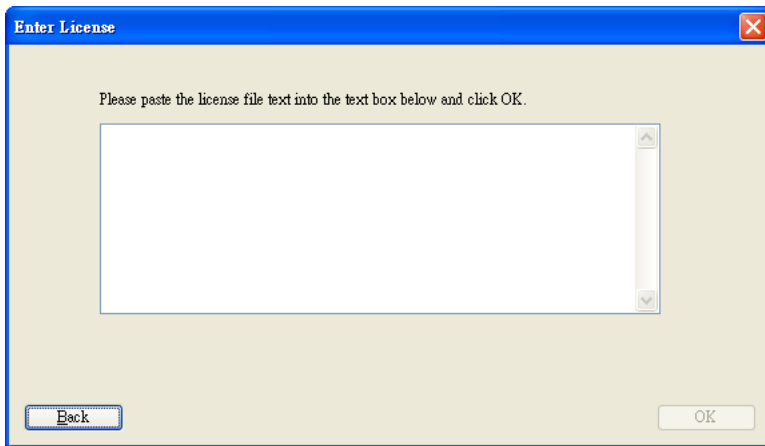 Enter License
Please paste the license file text into the text box below and click OK.
Back
OK